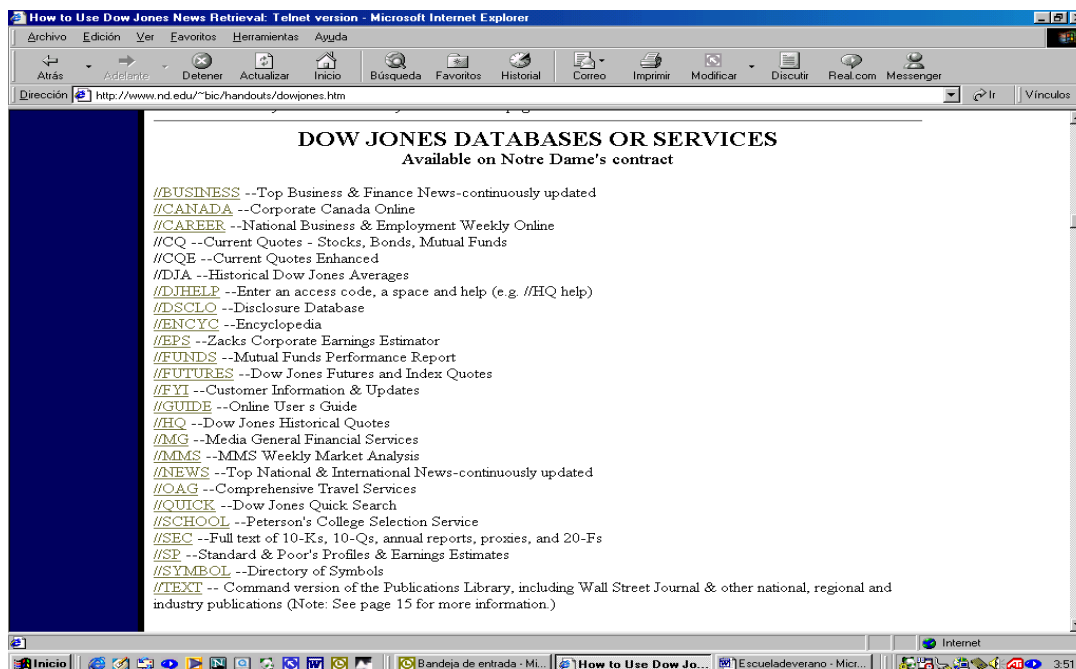 How to Use Dow Jones News Retrieval: Telnet version - Microsoft Internet Explorer
Archivo Edición Ver Favoritos Herramientas Ayuda
Atrás Adelante Detener Actualizar Inicio Búsqueda Favoritos Historial Correo Imprimir Modificar Discutir Real.com Messenger
Dirección http://www.nd.edu/~bic/handouts/dowjones.htm Ir Vínculos
DOW JONES DATABASES OR SERVICES
Available on Notre Dame's contract
//BUSINESS --Top Business & Finance News-continuously updated
//CANADA --Corporate Canada Online
//CAREER --National Business & Employment Weekly Online
//CQ --Current Quotes - Stocks, Bonds, Mutual Funds
//CQE --Current Quotes Enhanced
//DJA --Historical Dow Jones Averages
//DJHELP --Enter an access code, a space and help (e.g. //HQ help)
//DSCLO --Disclosure Database
//ENCYC --Encyclopedia
//EPS --Zacks Corporate Earnings Estimator
//FUNDS --Mutual Funds Performance Report
//FUTURES --Dow Jones Futures and Index Quotes
//FYI --Customer Information & Updates
//GUIDE --Online User s Guide
//HQ --Dow Jones Historical Quotes
//MG --Media General Financial Services
//MMS --MMS Weekly Market Analysis
//NEWS --Top National & International News-continuously updated
//OAG --Comprehensive Travel Services
//QUICK --Dow Jones Quick Search
//SCHOOL --Peterson's College Selection Service
//SEC --Full text of 10-Ks, 10-Qs, annual reports, proxies, and 20-Fs
//SP --Standard & Poor's Profiles & Earnings Estimates
//SYMBOL --Directory of Symbols
//TEXT -- Command version of the Publications Library, including Wall Street Journal & other national, regional and
industry publications (Note: See page 15 for more information.)
Internet
Inicio Bandeja de entrada - Mi... How to Use Dow Jo... Escueladeverano - Micr... 3:51